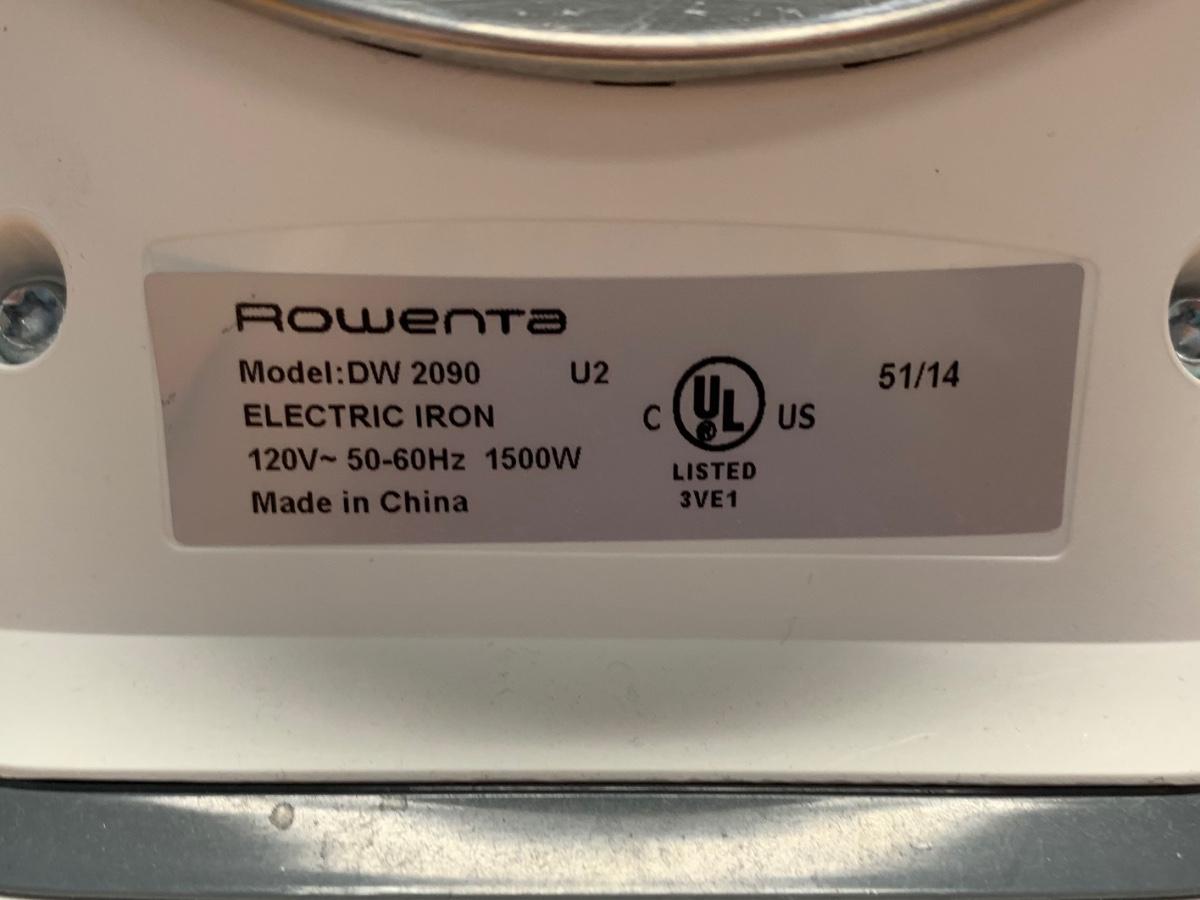 Rowenta
Model:DW 2090 U2
ELECTRIC IRON
120V~ 50-60Hz 1500W
Made in China
C UL® US
LISTED
3VE1
51/14